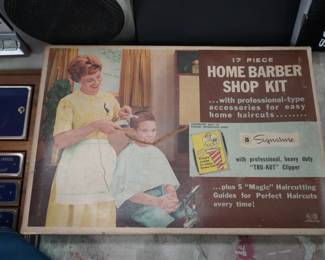 17 PIECE
HOME BARBER
SHOP KIT
...with professional-type
accessories for easy
home haircuts........
Signature
with professional, heavy duty
"TRU-KUT" Clipper
...plus 5 "Magic" Haircutting
Guides for Perfect Haircuts
every time!